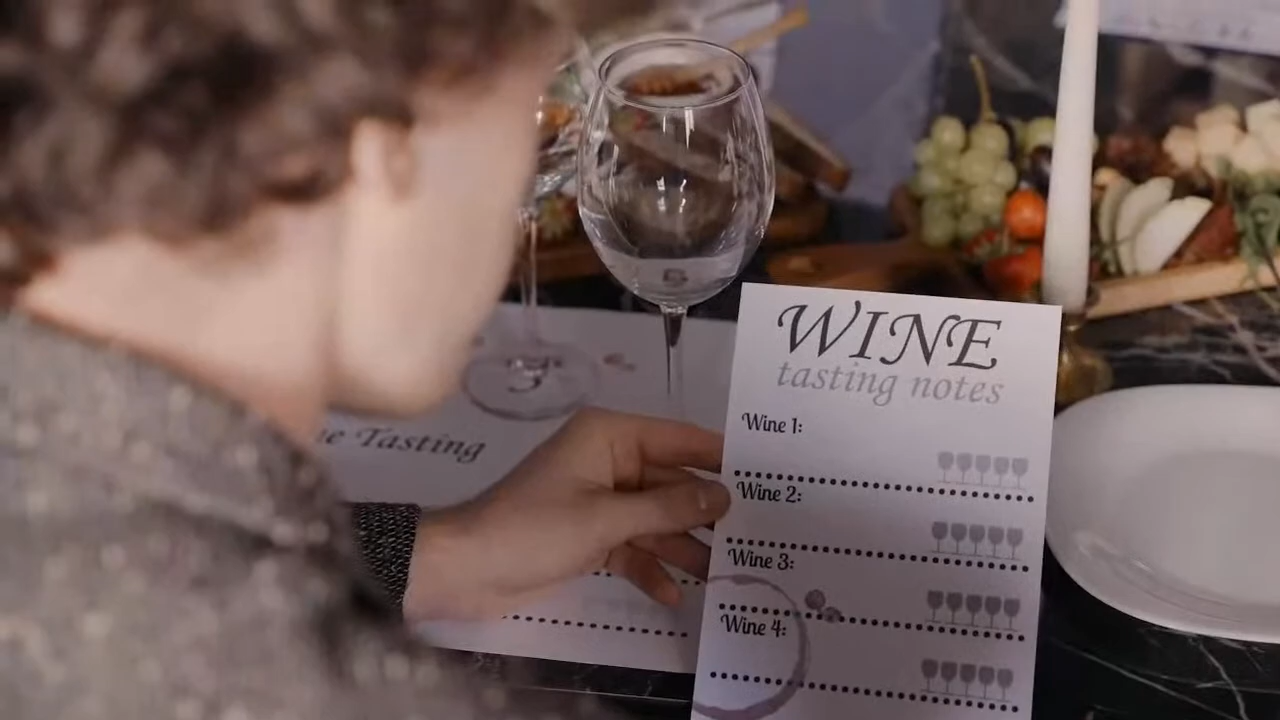 WINE
tasting notes
Wine 1:
Wine 2:
Wine 3:
Wine 4:
Tasting